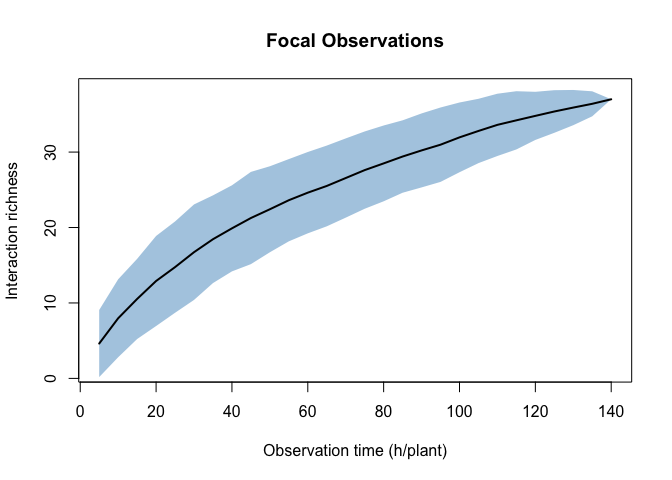 Focal Observations
Interaction richness
30
20
10
0
0 20 40 60 80 100 120 140
Observation time (h/plant)